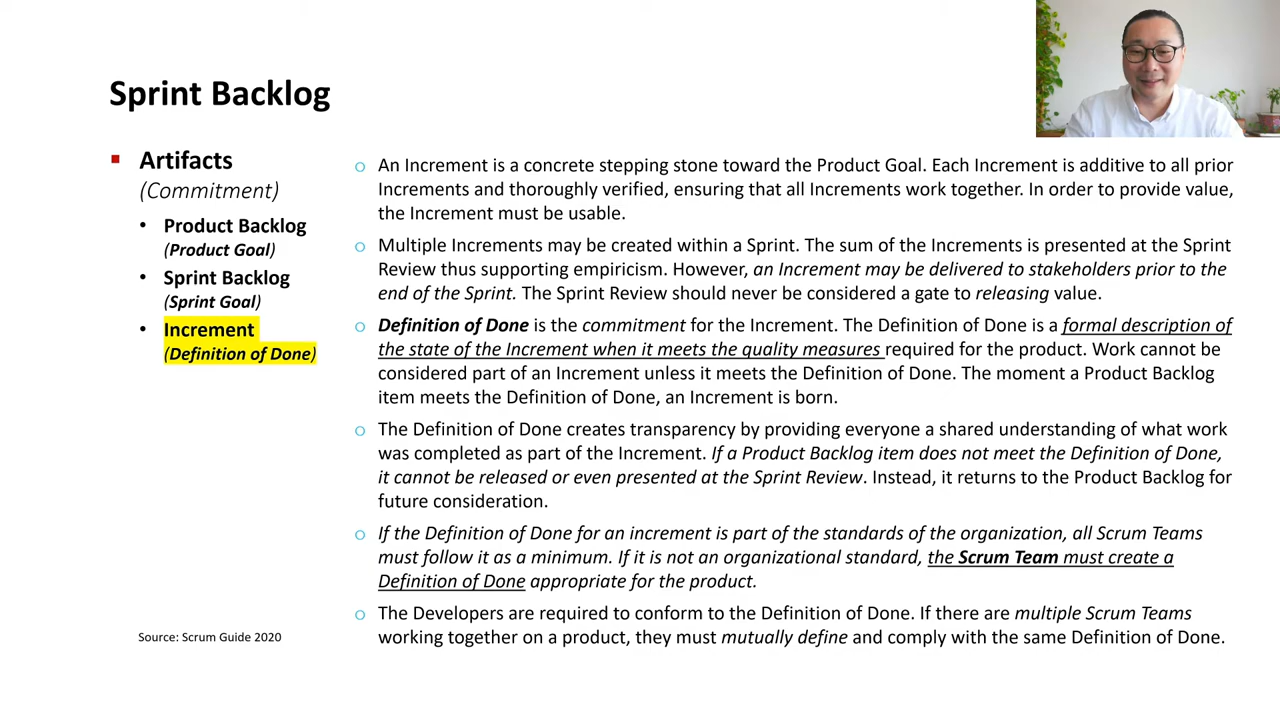 Sprint Backlog
Artifacts
(Commitment)
Product Backlog
(Product Goal)
Sprint Backlog
(Sprint Goal)
Increment
(Definition of Done)
An Increment is a concrete stepping stone toward the Product Goal. Each Increment is additive to all prior
Increments and thoroughly verified, ensuring that all Increments work together. In order to provide value,
the Increment must be usable.
Multiple Increments may be created within a Sprint. The sum of the Increments is presented at the Sprint
Review thus supporting empiricism. However, an Increment may be delivered to stakeholders prior to the
end of the Sprint. The Sprint Review should never be considered a gate to releasing value.
Definition of Done is the commitment for the Increment. The Definition of Done is a formal description of
the state of the Increment when it meets the quality measures required for the product. Work cannot be
considered part of an Increment unless it meets the Definition of Done. The moment a Product Backlog
item meets the Definition of Done, an Increment is born.
The Definition of Done creates transparency by providing everyone a shared understanding of what work
was completed as part of the Increment. If a Product Backlog item does not meet the Definition of Done,
it cannot be released or even presented at the Sprint Review. Instead, it returns to the Product Backlog for
future consideration.
If the Definition of Done for an increment is part of the standards of the organization, all Scrum Teams
must follow it as a minimum. If it is not an organizational standard, the Scrum Team must create a
Definition of Done appropriate for the product.
The Developers are required to conform to the Definition of Done. If there are multiple Scrum Teams
working together on a product, they must mutually define and comply with the same Definition of Done.
Source: Scrum Guide 2020